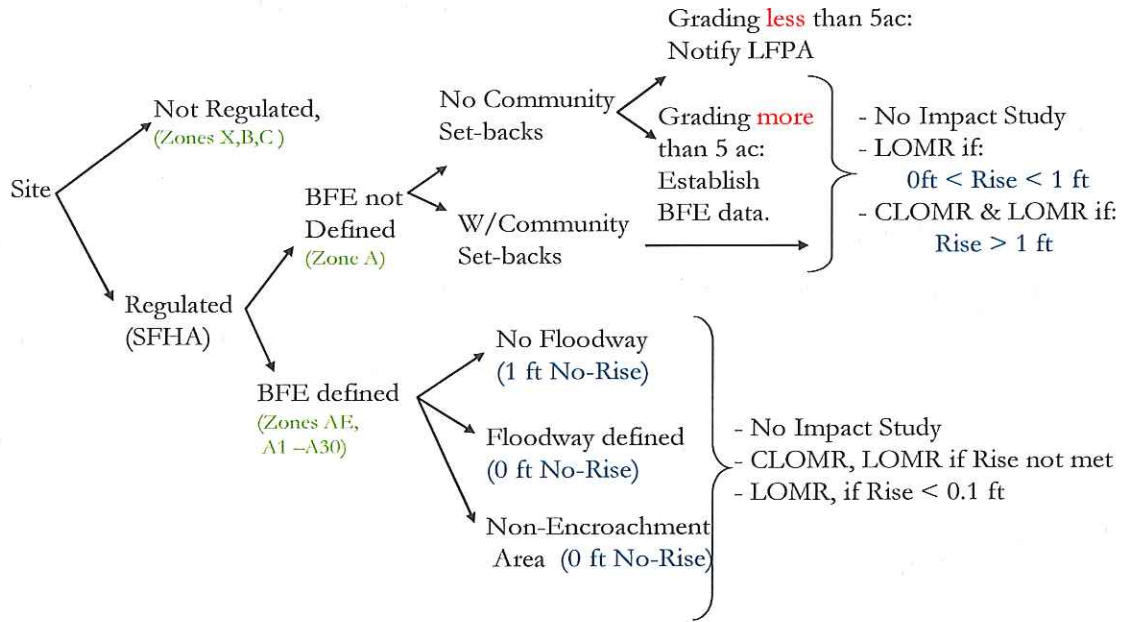 Grading less than 5ac:
Notify LFPA
Not Regulated,
(Zones X,B,C )
No Community
Set-backs
Grading more
than 5 ac:
Establish
BFE data.
- No Impact Study
- LOMR if:
0ft < Rise < 1 ft
- CLOMR & LOMR if:
Rise > 1 ft
Site
BFE not
Defined
(Zone A)
W/Community
Set-backs
Regulated
(SFHA)
BFE defined
(Zones AE,
A1 –A30)
No Floodway
(1 ft No-Rise)
Floodway defined
(0 ft No-Rise)
Non-Encroachment
Area (0 ft No-Rise)
- No Impact Study
- CLOMR, LOMR if Rise not met
- LOMR, if Rise < 0.1 ft